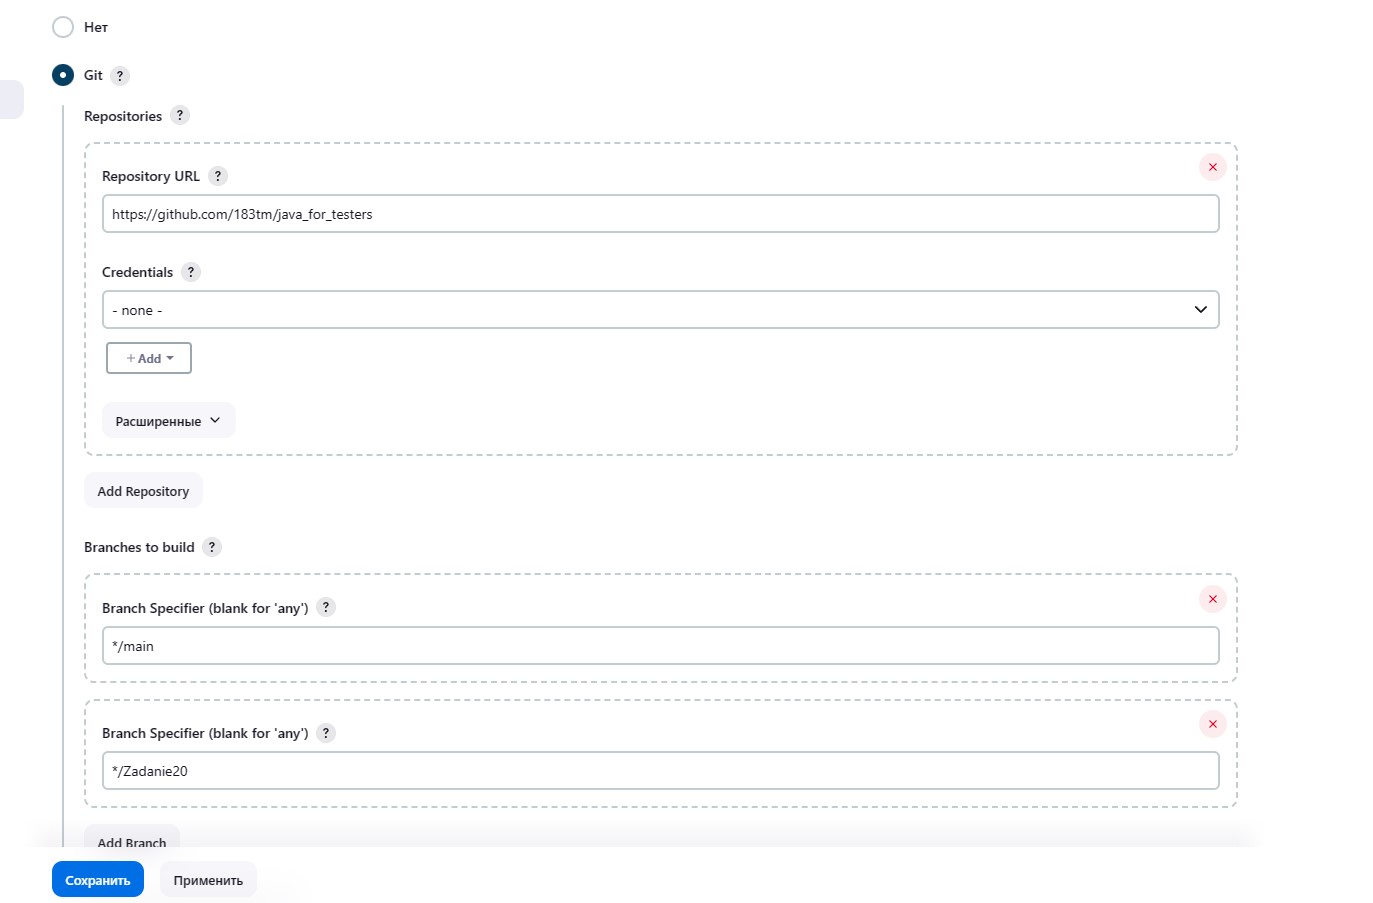 Нет
Git ?
Repositories ?
Repository URL ?
https://github.com/183tm/java_for_testers
Credentials ?
- none -
+ Add
Расширенные
Add Repository
Branches to build ?
Branch Specifier (blank for 'any') ?
*/main
Branch Specifier (blank for 'any') ?
*/Zadanie20
Add Branch
Сохранить Применить